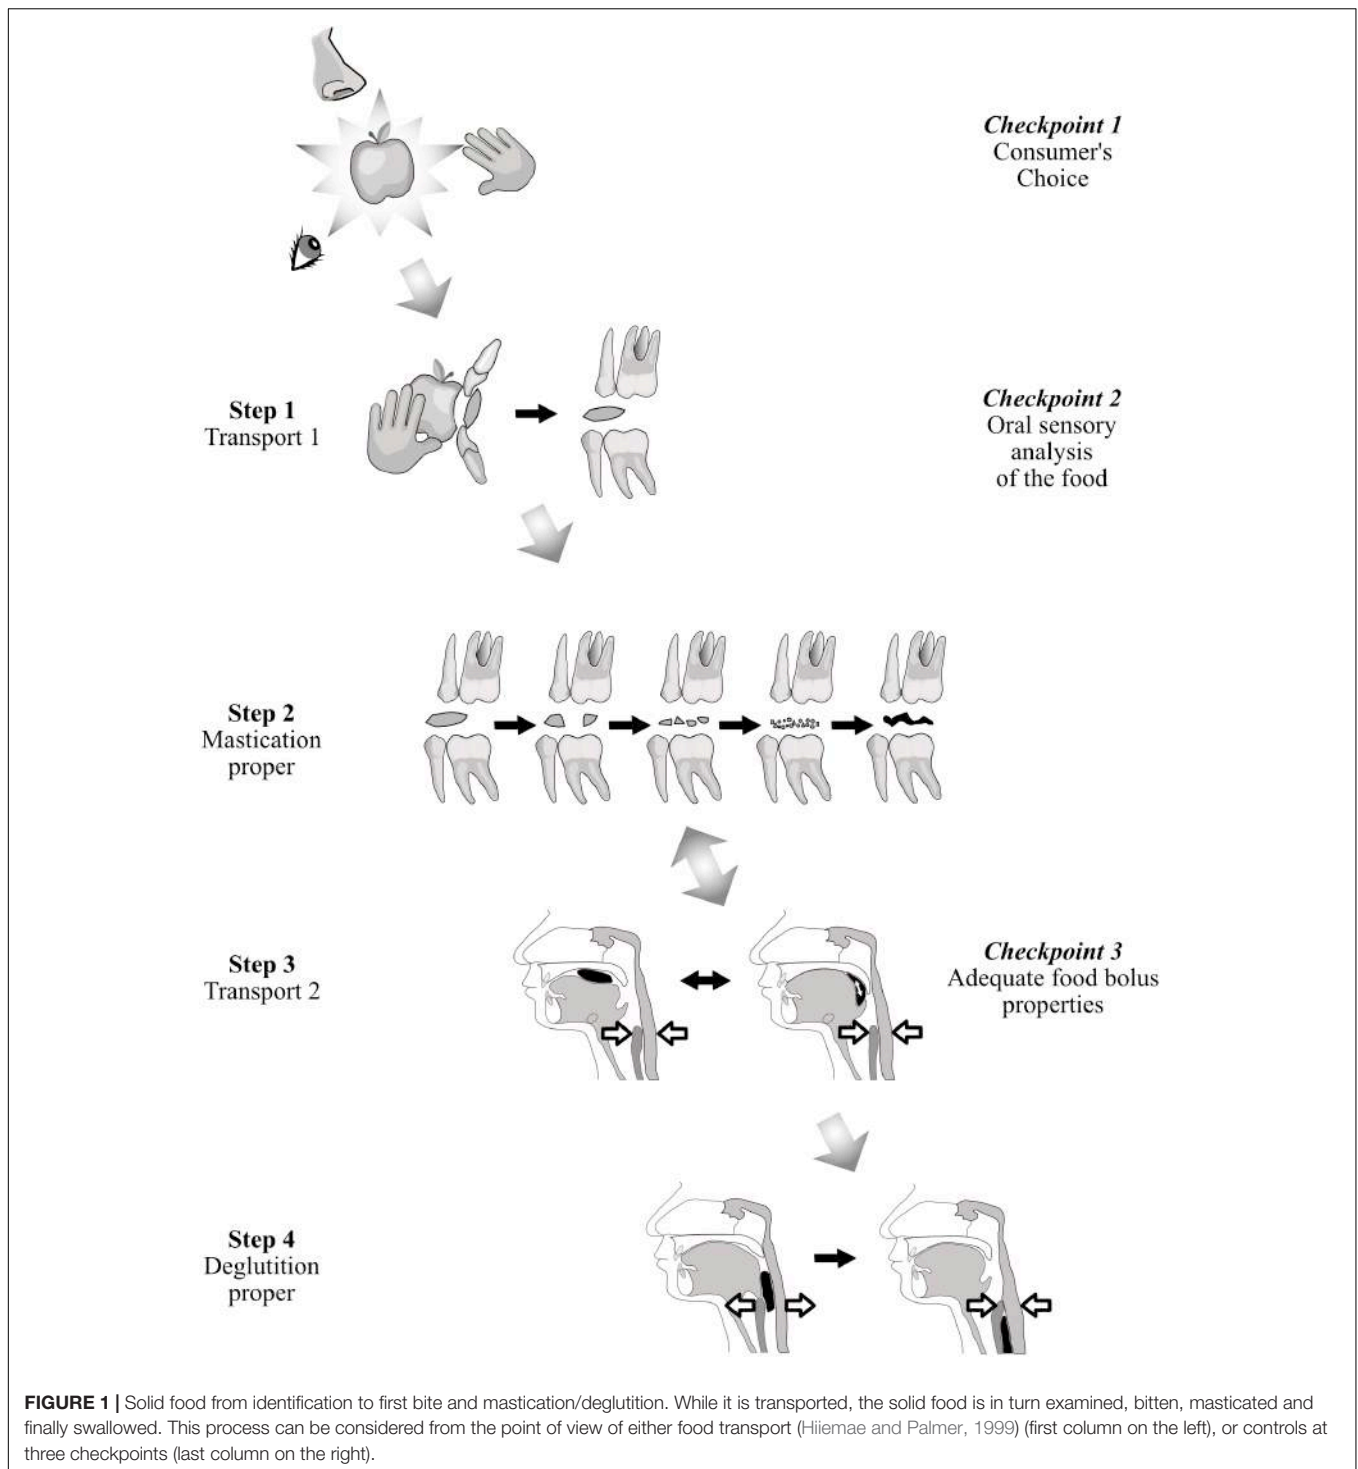 Checkpoint 1
Consumer's
Choice
Step 1
Transport 1
Checkpoint 2
Oral sensory
analysis
of the food
Step 2
Mastication
proper
Step 3
Transport 2
Checkpoint 3
Adequate food bolus
properties
Step 4
Deglutition
proper
FIGURE 1 | Solid food from identification to first bite and mastication/deglutition. While it is transported, the solid food is in turn examined, bitten, masticated and
finally swallowed. This process can be considered from the point of view of either food transport (Hiiemae and Palmer, 1999) (first column on the left), or controls at
three checkpoints (last column on the right).